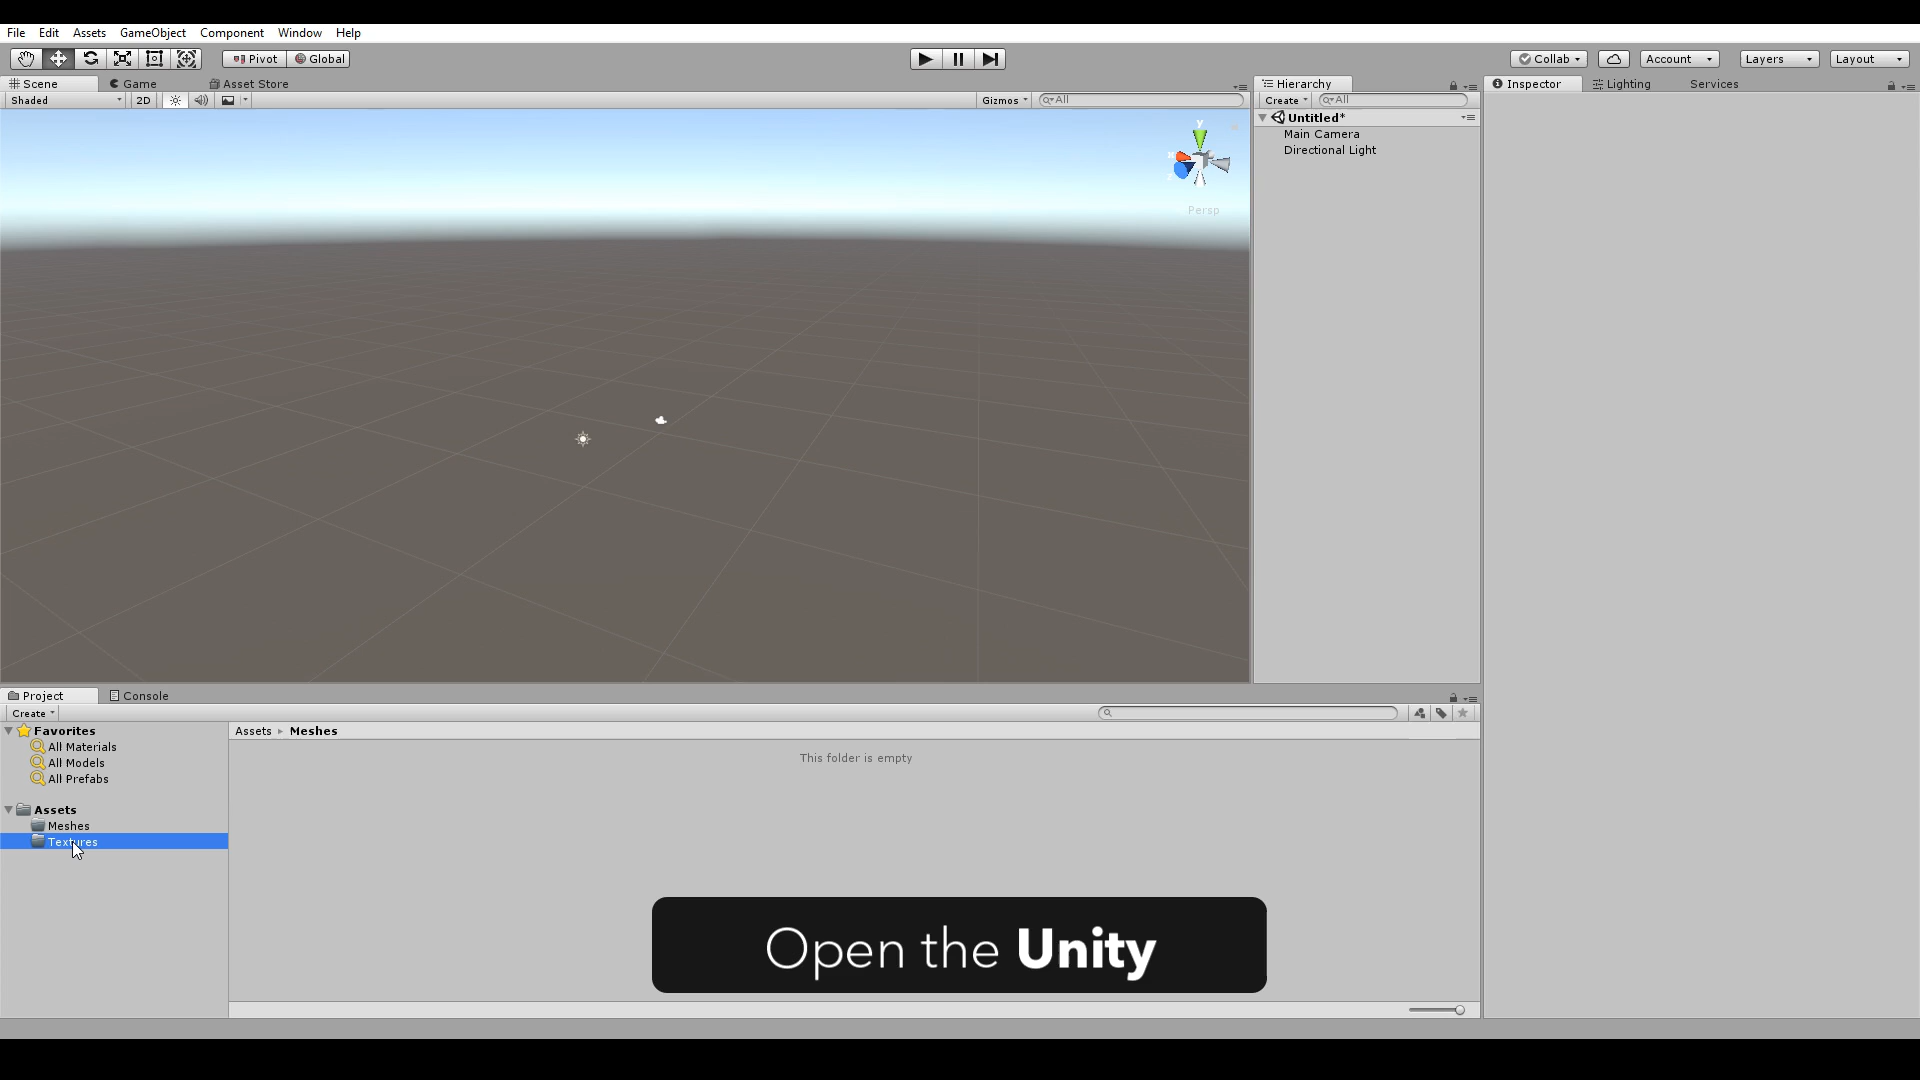 File Edit Assets GameObject Component Window Help
Pivot Global Collab Account Layers Layout
Scene Game Asset Store
Shaded 2D Gizmos All
y
x
z
Persp
Hierarchy
Create All
Untitled*
Main Camera
Directional Light
Inspector Lighting Services
Project Console
Create
Favorites
All Materials
All Models
All Prefabs
Assets
Meshes
Textures
Assets Meshes
This folder is empty
Open the Unity